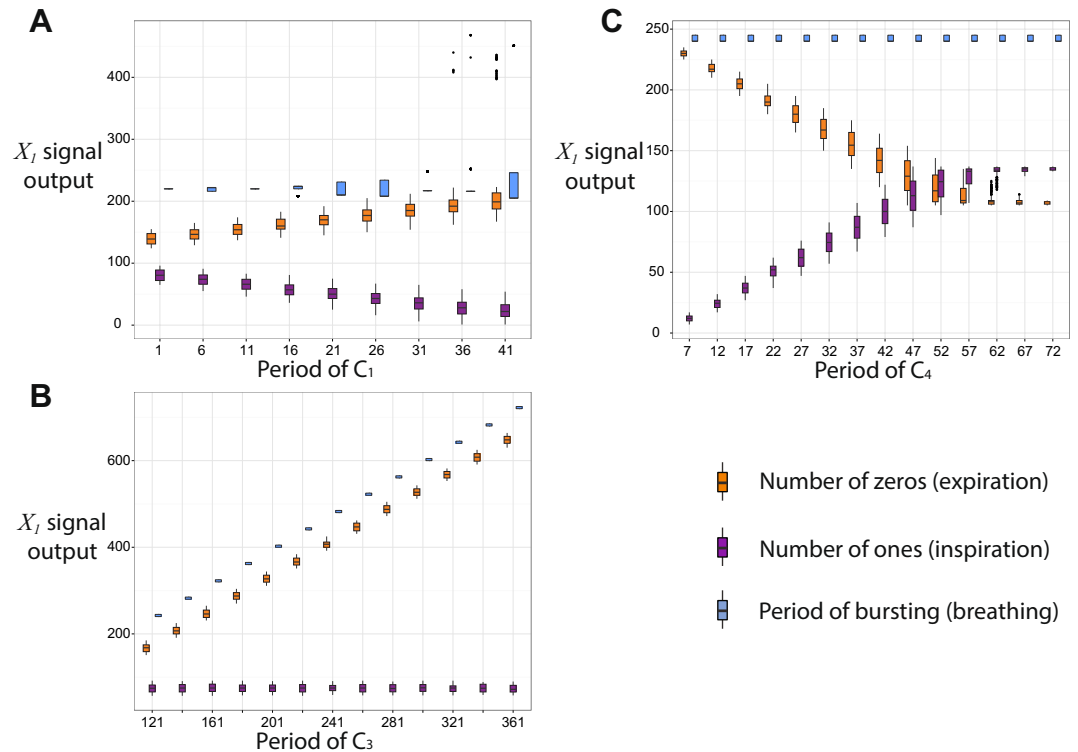 A
400
300
X₁ signal
output
200
100
0
1 6 11 16 21 26 31 36 41
Period of C₁
B
600
X₁ signal
output
400
200
121 161 201 241 281 321 361
Period of C₃
C
250
200
X₁ signal
output
150
100
50
0
7 12 17 22 27 32 37 42 47 52 57 62 67 72
Period of C₄
Number of zeros (expiration)
Number of ones (inspiration)
Period of bursting (breathing)